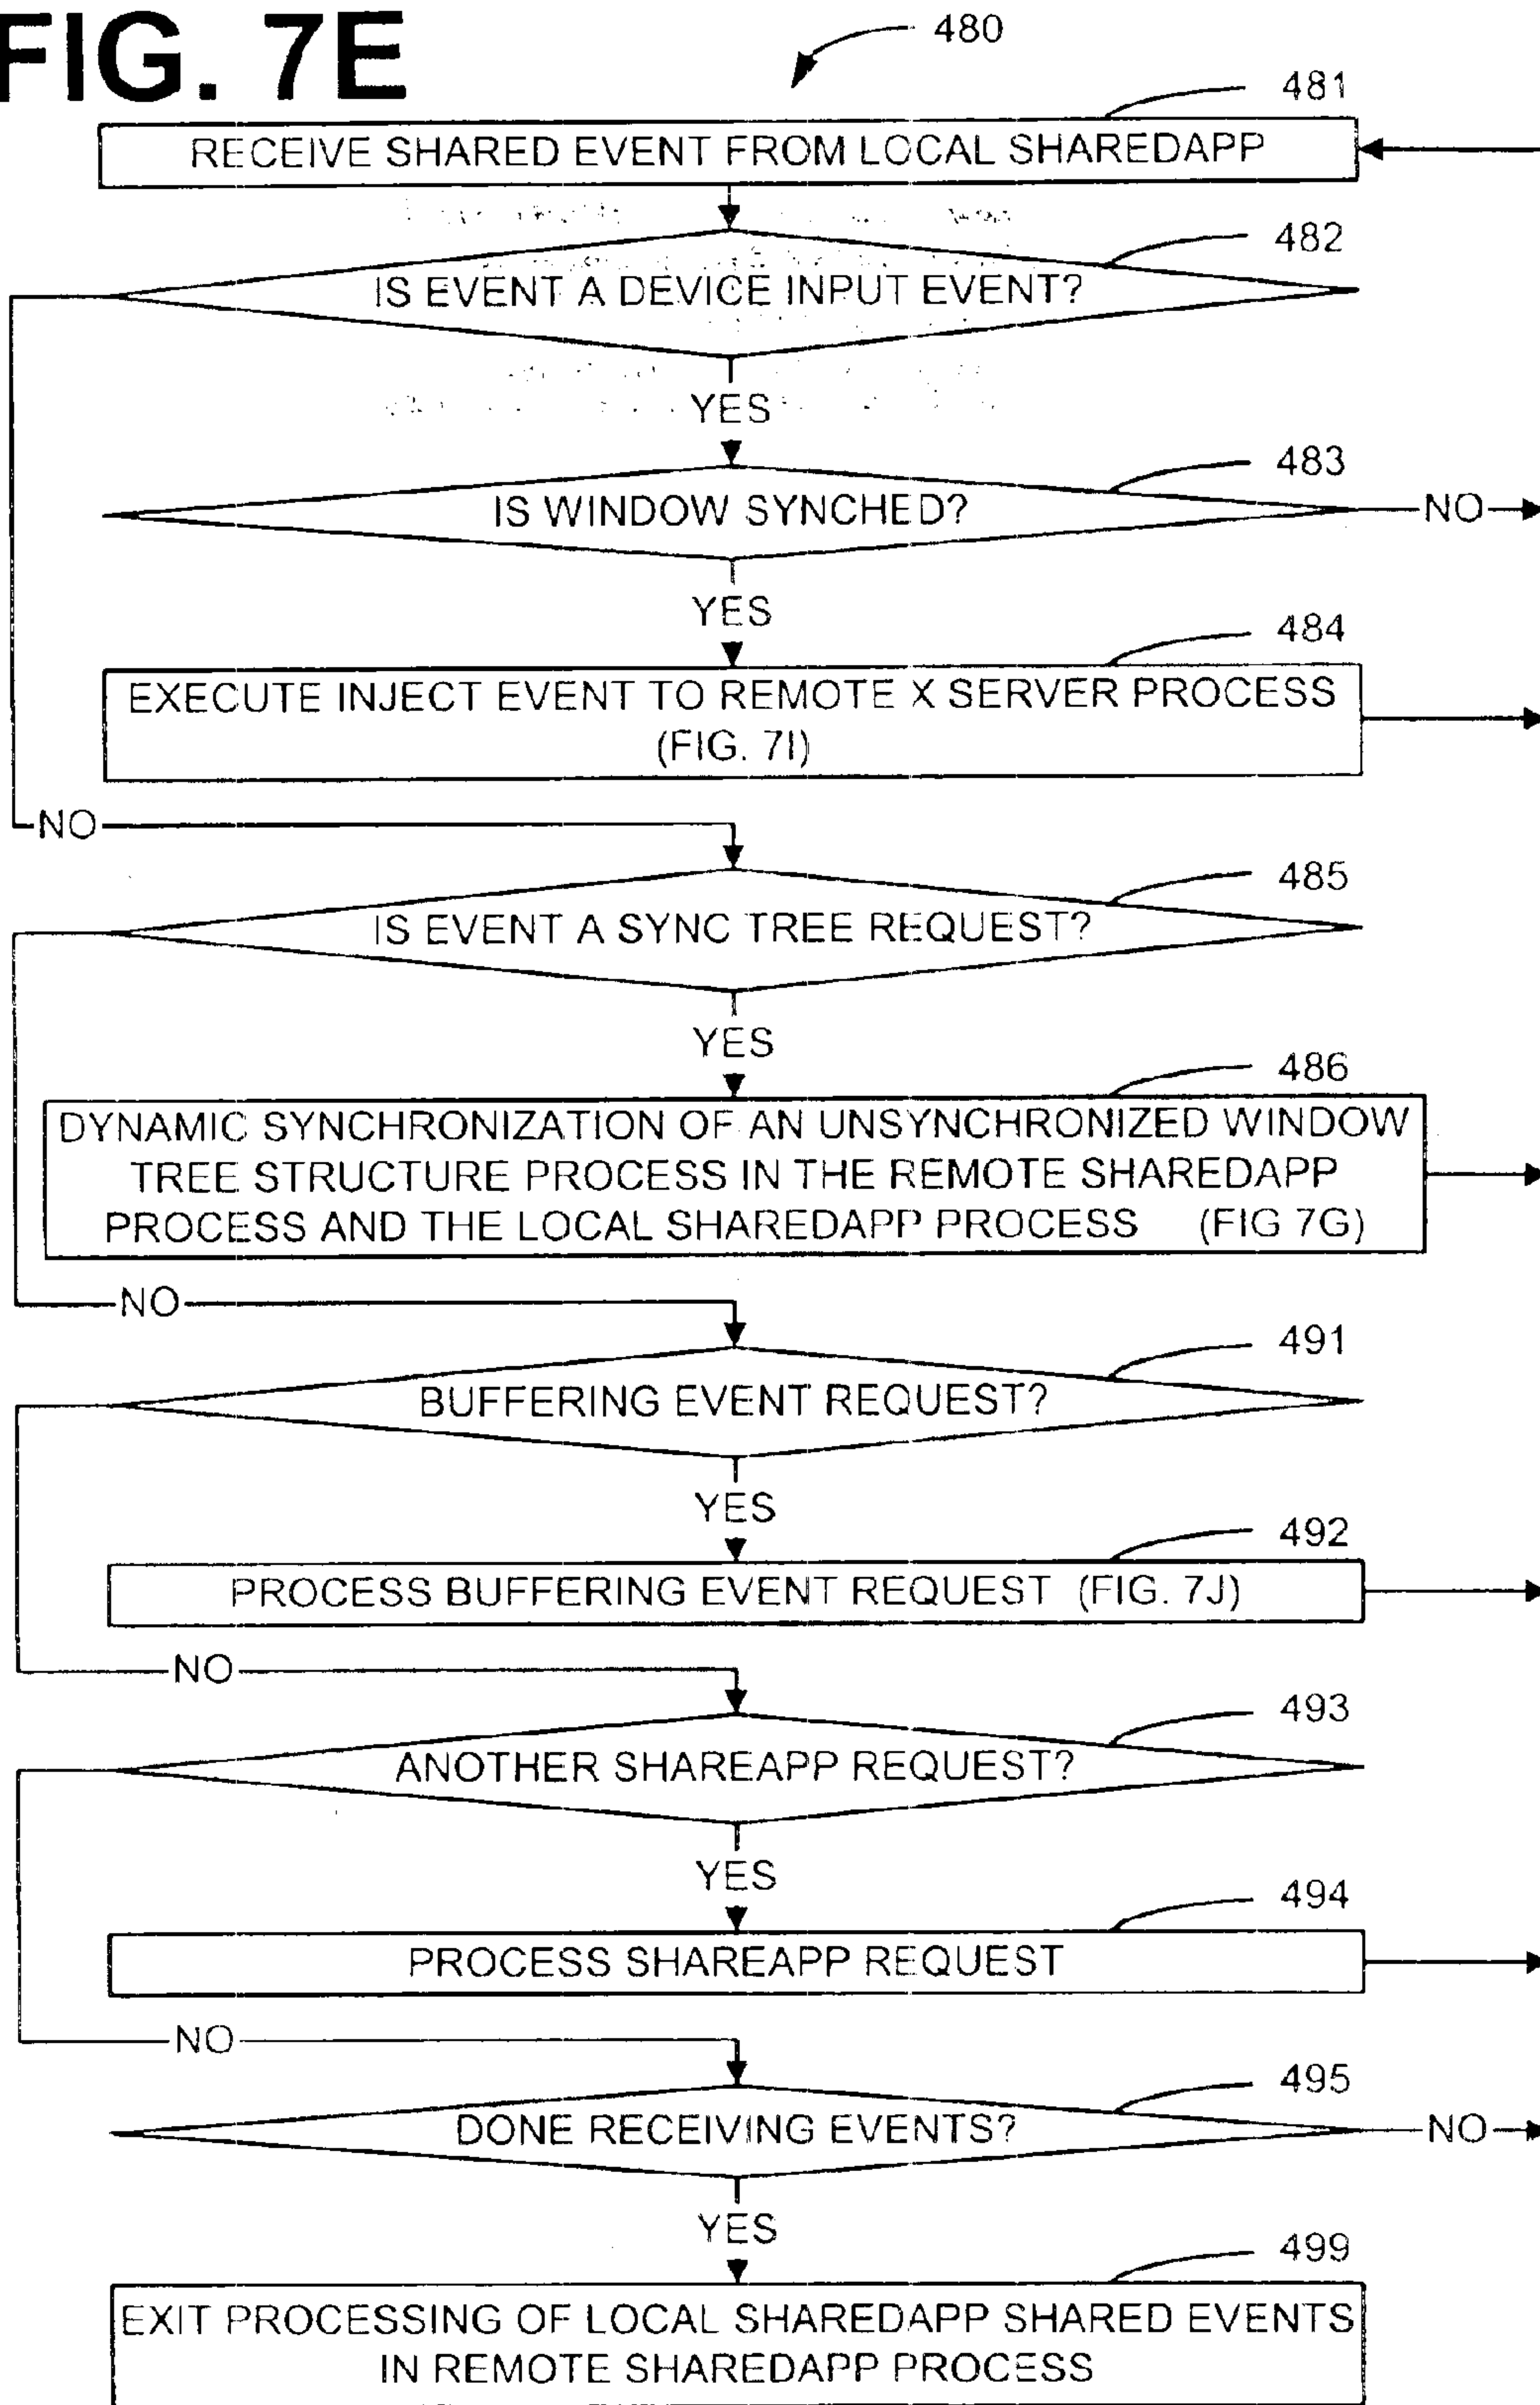 FIG. 7E
480
481
RECEIVE SHARED EVENT FROM LOCAL SHAREDAPP
482
IS EVENT A DEVICE INPUT EVENT?
YES
483
IS WINDOW SYNCHED?
NO
YES
484
EXECUTE INJECT EVENT TO REMOTE X SERVER PROCESS
(FIG. 7I)
NO
485
IS EVENT A SYNC TREE REQUEST?
YES
486
DYNAMIC SYNCHRONIZATION OF AN UNSYNCHRONIZED WINDOW
TREE STRUCTURE PROCESS IN THE REMOTE SHAREDAPP
PROCESS AND THE LOCAL SHAREDAPP PROCESS (FIG 7G)
NO
491
BUFFERING EVENT REQUEST?
YES
492
PROCESS BUFFERING EVENT REQUEST (FIG. 7J)
NO
493
ANOTHER SHAREAPP REQUEST?
YES
494
PROCESS SHAREAPP REQUEST
NO
495
DONE RECEIVING EVENTS?
NO
YES
499
EXIT PROCESSING OF LOCAL SHAREDAPP SHARED EVENTS
IN REMOTE SHAREDAPP PROCESS